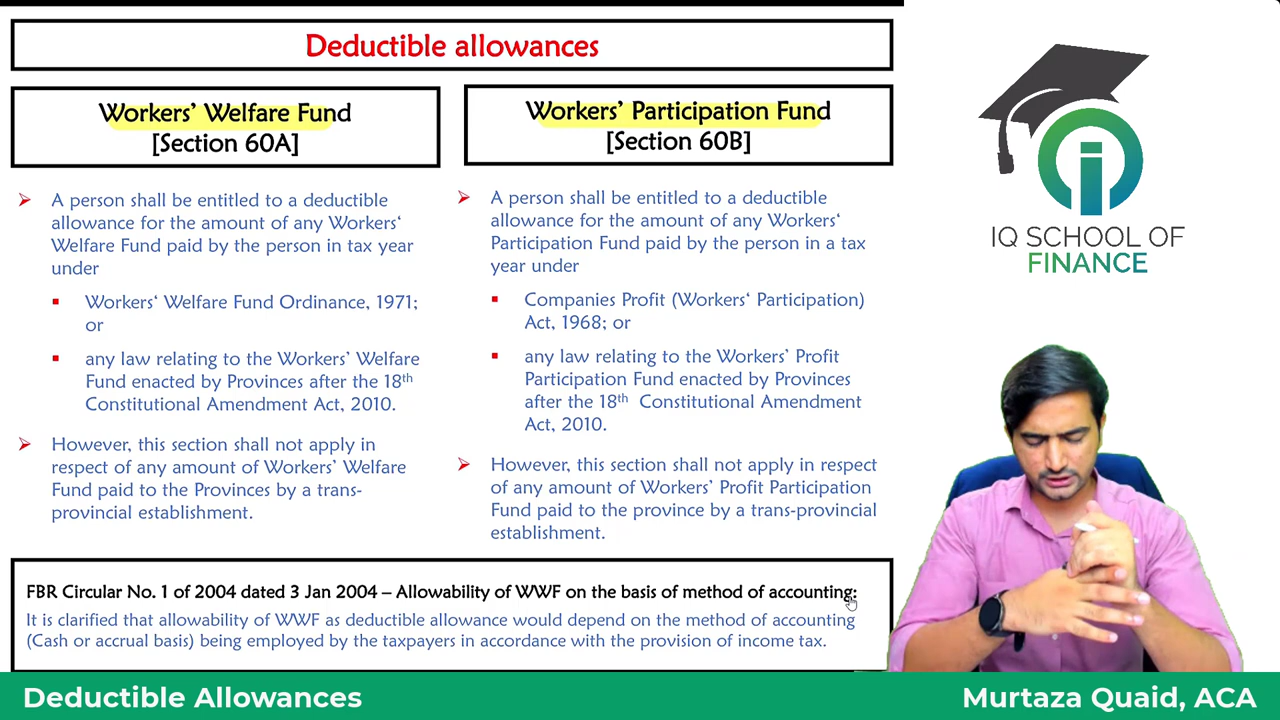 Deductible allowances
Workers’ Welfare Fund
[Section 60A]
A person shall be entitled to a deductible
allowance for the amount of any Workers‘
Welfare Fund paid by the person in tax year
under
Workers‘ Welfare Fund Ordinance, 1971;
or
any law relating to the Workers’ Welfare
Fund enacted by Provinces after the 18th
Constitutional Amendment Act, 2010.
However, this section shall not apply in
respect of any amount of Workers’ Welfare
Fund paid to the Provinces by a trans-
provincial establishment.
Workers’ Participation Fund
[Section 60B]
A person shall be entitled to a deductible
allowance for the amount of any Workers‘
Participation Fund paid by the person in a tax
year under
Companies Profit (Workers‘ Participation)
Act, 1968; or
any law relating to the Workers’ Profit
Participation Fund enacted by Provinces
after the 18th Constitutional Amendment
Act, 2010.
However, this section shall not apply in respect
of any amount of Workers’ Profit Participation
Fund paid to the province by a trans-provincial
establishment.
FBR Circular No. 1 of 2004 dated 3 Jan 2004 – Allowability of WWF on the basis of method of accounting:
It is clarified that allowability of WWF as deductible allowance would depend on the method of accounting
(Cash or accrual basis) being employed by the taxpayers in accordance with the provision of income tax.
IQ SCHOOL OF
FINANCE
Deductible Allowances
Murtaza Quaid, ACA